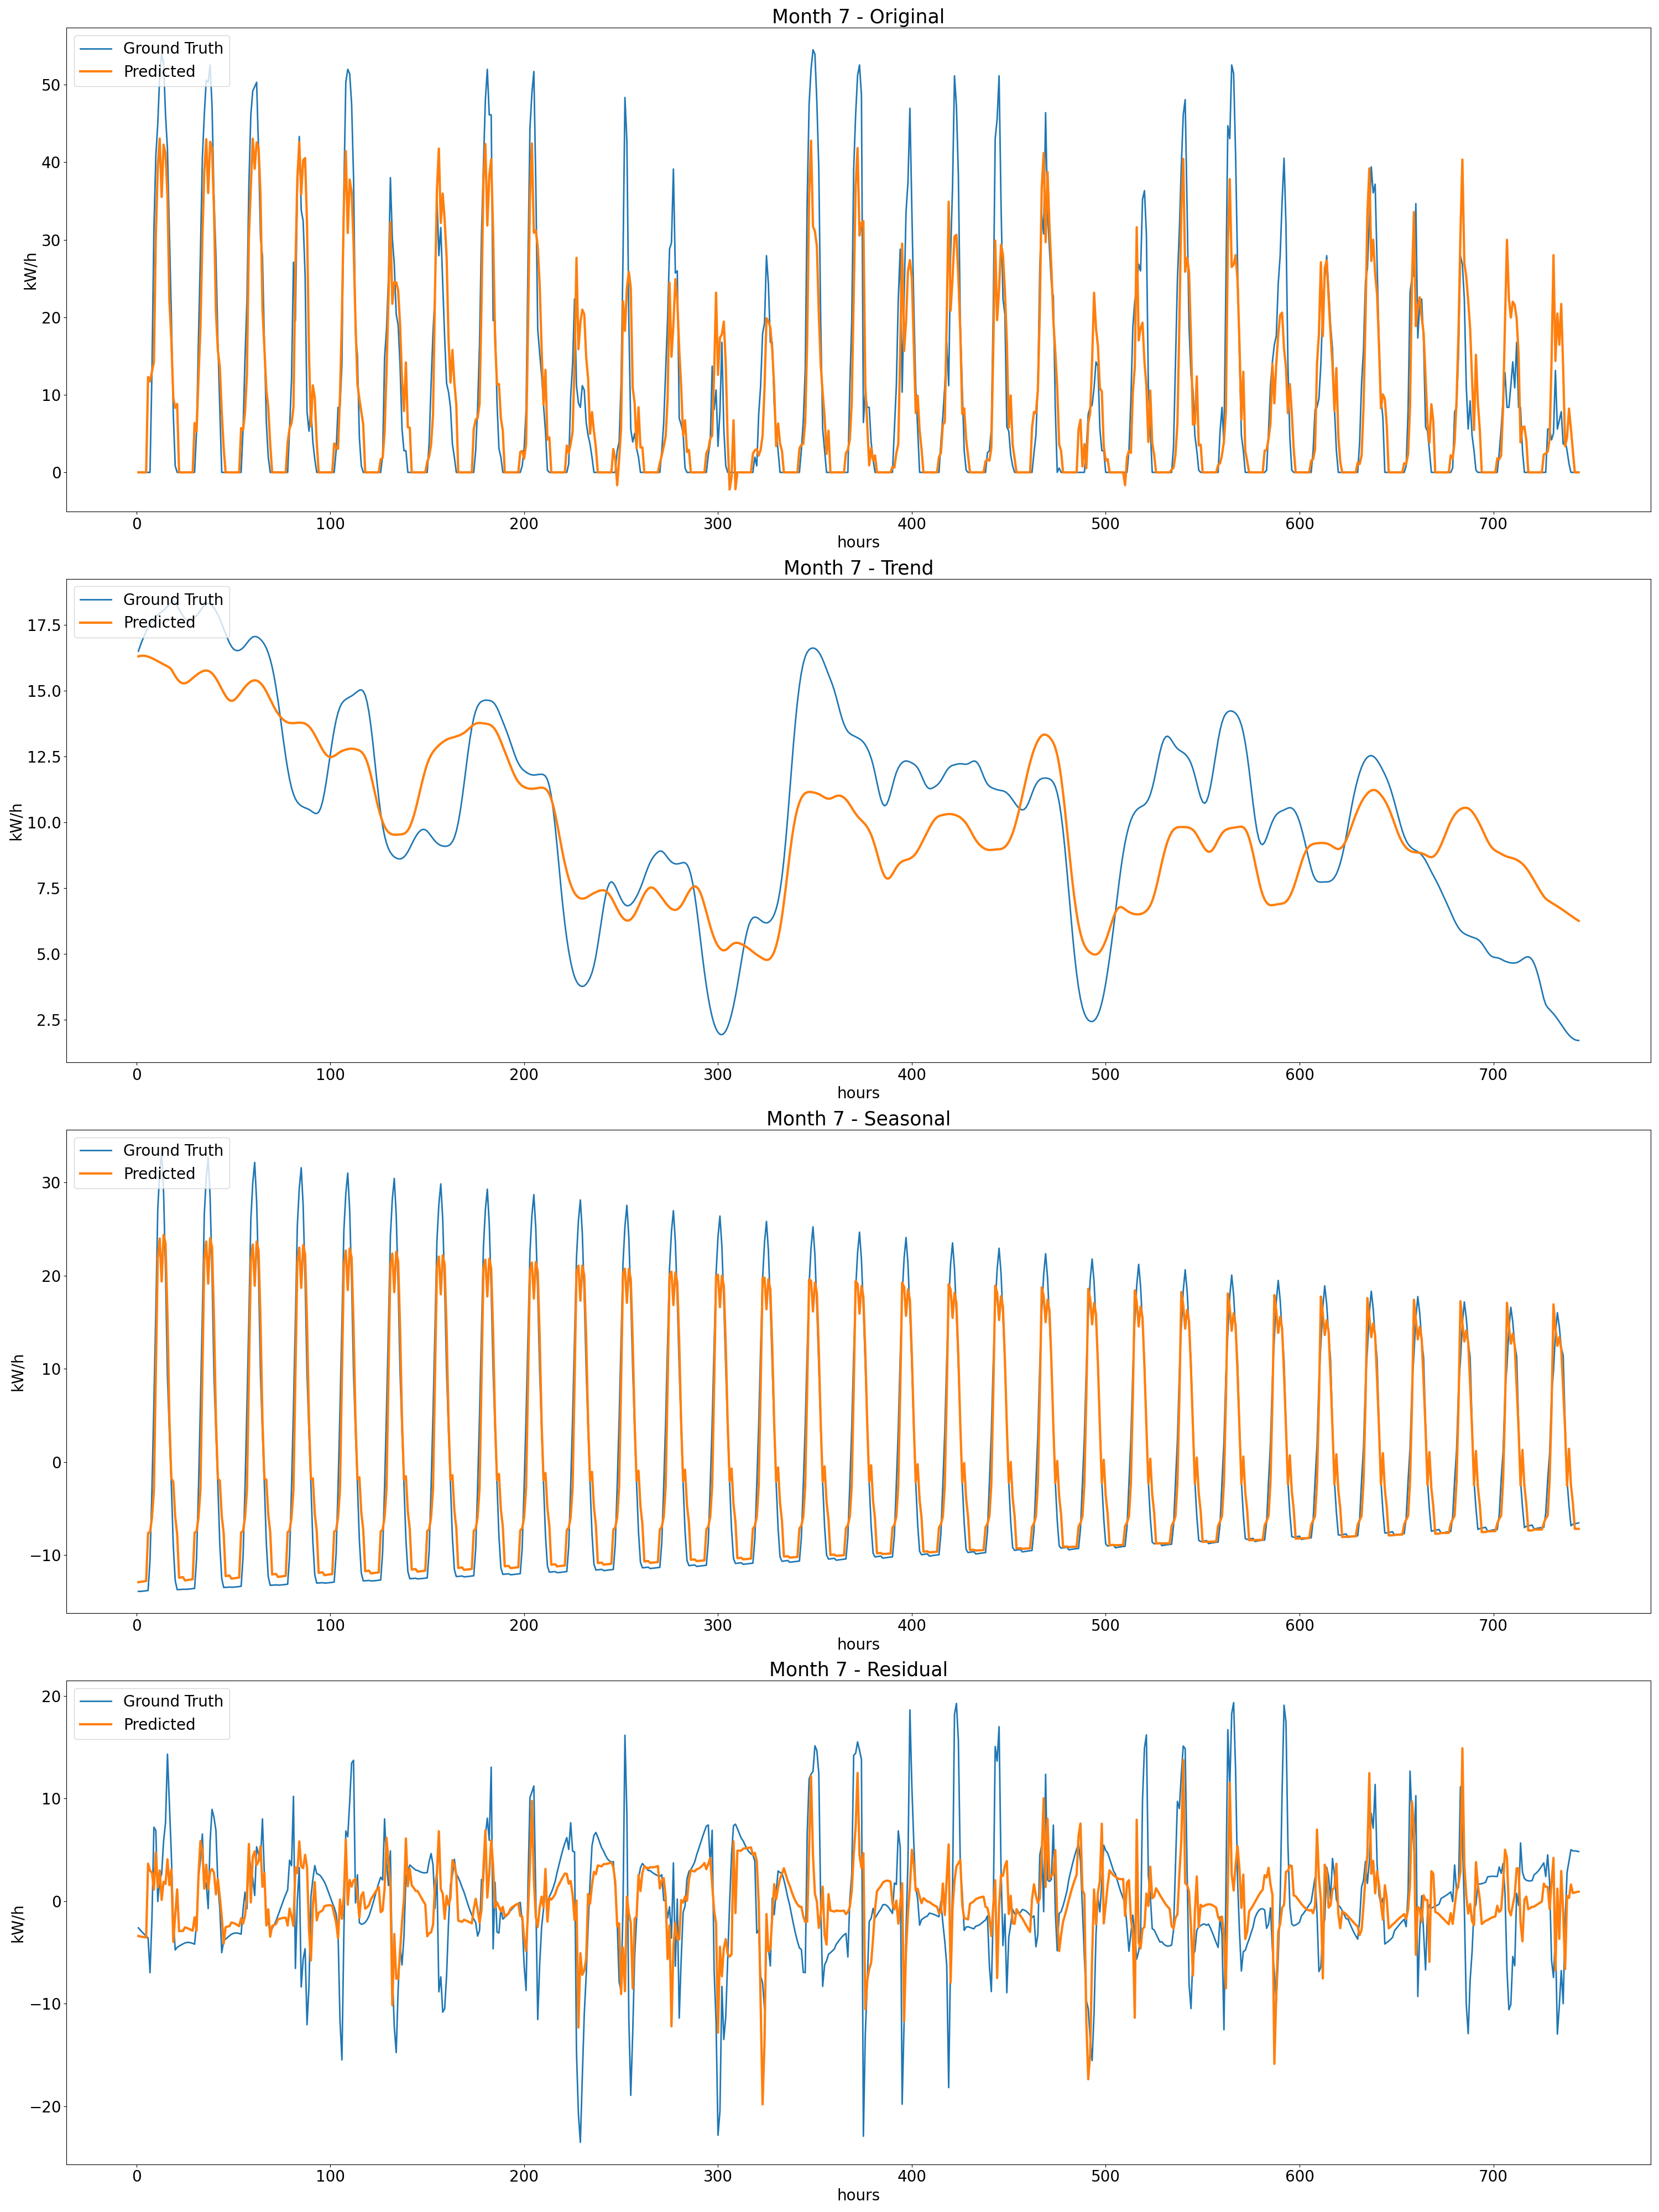 Month 7 - Original
Ground Truth
Predicted
50
40
30
20
10
0
kW/h
0 100 200 300 400 500 600 700
hours
Month 7 - Trend
Ground Truth
Predicted
17.5
15.0
12.5
10.0
7.5
5.0
2.5
kW/h
0 100 200 300 400 500 600 700
hours
Month 7 - Seasonal
Ground Truth
Predicted
30
20
10
0
−10
kW/h
0 100 200 300 400 500 600 700
hours
Month 7 - Residual
Ground Truth
Predicted
20
10
0
−10
−20
kW/h
0 100 200 300 400 500 600 700
hours